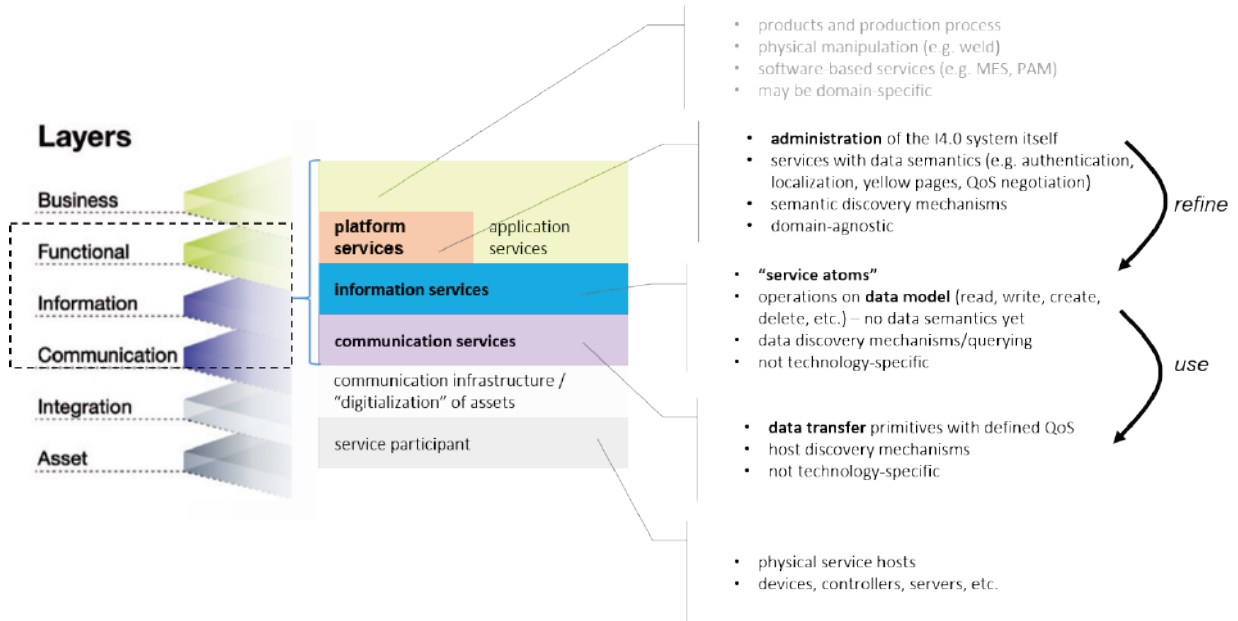 Layers
Business
Functional
Information
Communication
Integration
Asset
platform
services
application
services
information services
communication services
communication infrastructure /
"digitialization" of assets
service participant
• products and production process
• physical manipulation (e.g. weld)
• software-based services (e.g. MES, PAM)
• may be domain-specific
• administration of the I4.0 system itself
• services with data semantics (e.g. authentication,
localization, yellow pages, QoS negotiation)
• semantic discovery mechanisms
• domain-agnostic
refine
• “service atoms”
• operations on data model (read, write, create,
delete, etc.) – no data semantics yet
• data discovery mechanisms/querying
• not technology-specific
use
• data transfer primitives with defined QoS
• host discovery mechanisms
• not technology-specific
• physical service hosts
• devices, controllers, servers, etc.